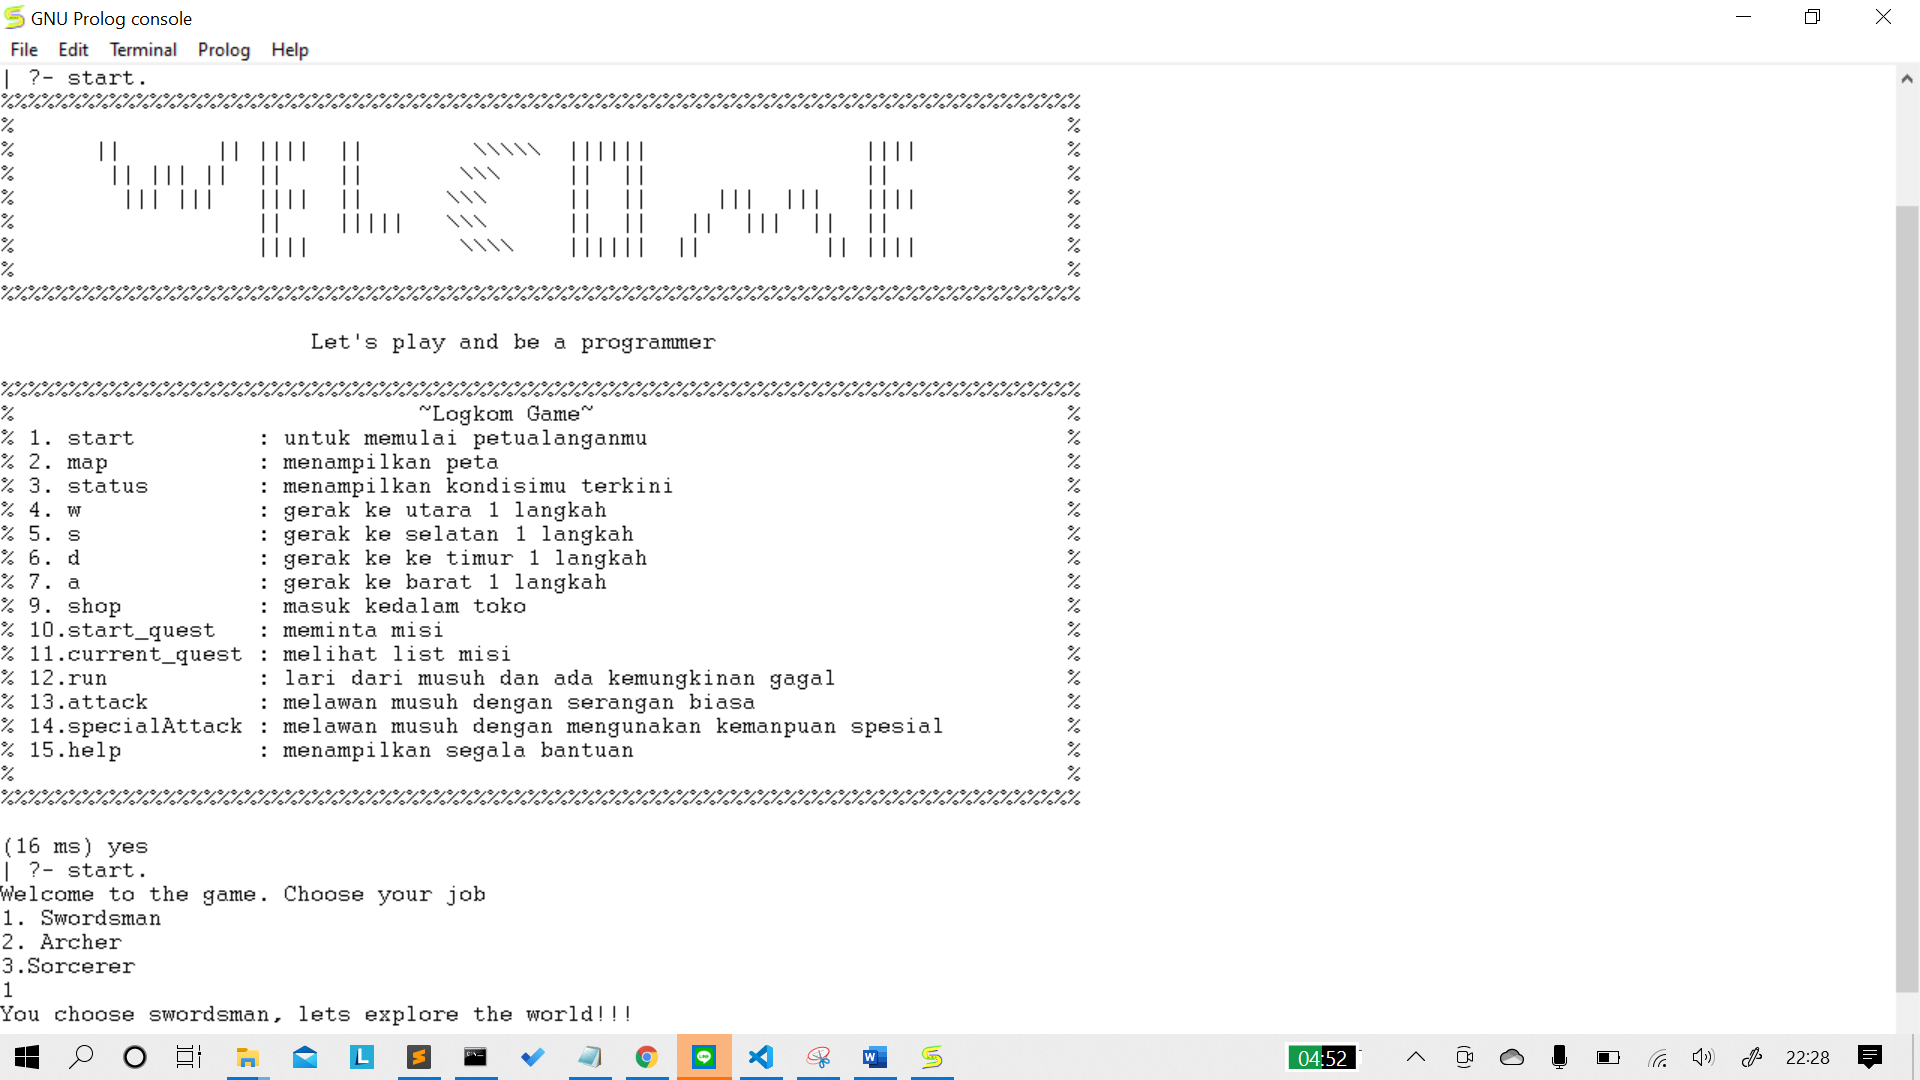 GNU Prolog console
File Edit Terminal Prolog Help
| ?- start.
%%%%%%%%%%%%%%%%%%%%%%%%%%%%%%%%%%%%%%%%%%%%%%%%%%%%%%%%%%%%%%%%%%%%%%%%%%%%%%%%
%                                                                              %
%      ||       || ||||  ||        \\\\\  ||||||                ||||           %
%       || ||| ||  ||    ||       \\\     ||  ||                ||             %
%        ||| |||   ||||  ||      \\\      ||  ||     |||  |||   ||||           %
%                  ||    |||||   \\\      ||  ||   ||  |||  ||  ||             %
%                  ||||           \\\\    ||||||  ||         || ||||           %
%                                                                              %
%%%%%%%%%%%%%%%%%%%%%%%%%%%%%%%%%%%%%%%%%%%%%%%%%%%%%%%%%%%%%%%%%%%%%%%%%%%%%%%%
Let's play and be a programmer
%%%%%%%%%%%%%%%%%%%%%%%%%%%%%%%%%%%%%%%%%%%%%%%%%%%%%%%%%%%%%%%%%%%%%%%%%%%%%%%%
%                              ~Logkom Game~                                   %
% 1. start         : untuk memulai petualanganmu                               %
% 2. map           : menampilkan peta                                          %
% 3. status        : menampilkan kondisimu terkini                             %
% 4. w             : gerak ke utara 1 langkah                                  %
% 5. s             : gerak ke selatan 1 langkah                                %
% 6. d             : gerak ke ke timur 1 langkah                               %
% 7. a             : gerak ke barat 1 langkah                                  %
% 9. shop          : masuk kedalam toko                                        %
% 10.start_quest   : meminta misi                                              %
% 11.current_quest : melihat list misi                                         %
% 12.run           : lari dari musuh dan ada kemungkinan gagal                 %
% 13.attack        : melawan musuh dengan serangan biasa                       %
% 14.specialAttack : melawan musuh dengan mengunakan kemanpuan spesial         %
% 15.help          : menampilkan segala bantuan                                %
%                                                                              %
%%%%%%%%%%%%%%%%%%%%%%%%%%%%%%%%%%%%%%%%%%%%%%%%%%%%%%%%%%%%%%%%%%%%%%%%%%%%%%%%
(16 ms) yes
| ?- start.
Welcome to the game. Choose your job
1. Swordsman
2. Archer
3.Sorcerer
1
You choose swordsman, lets explore the world!!!
04:52 22:28